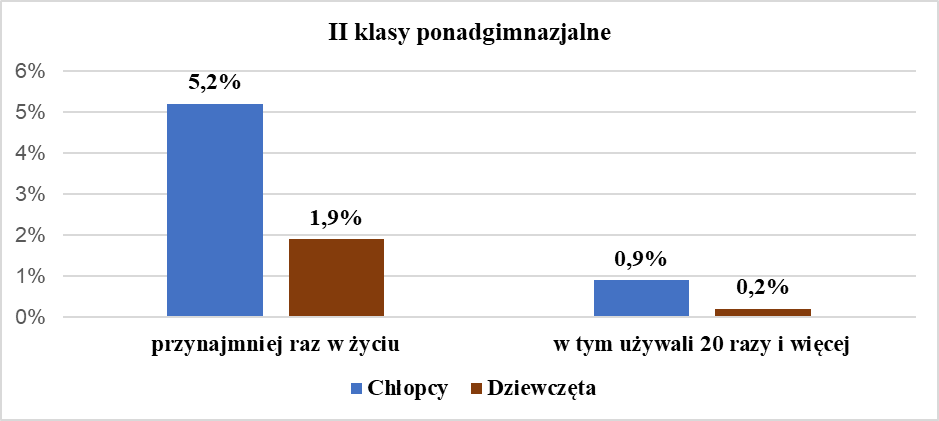 II klasy ponadgimnazjalne
6%
5%
4%
3%
2%
1%
0%
5,2%
1,9%
0,9%
0,2%
przynajmniej raz w życiu
w tym używali 20 razy i więcej
Chłopcy
Dziewczęta